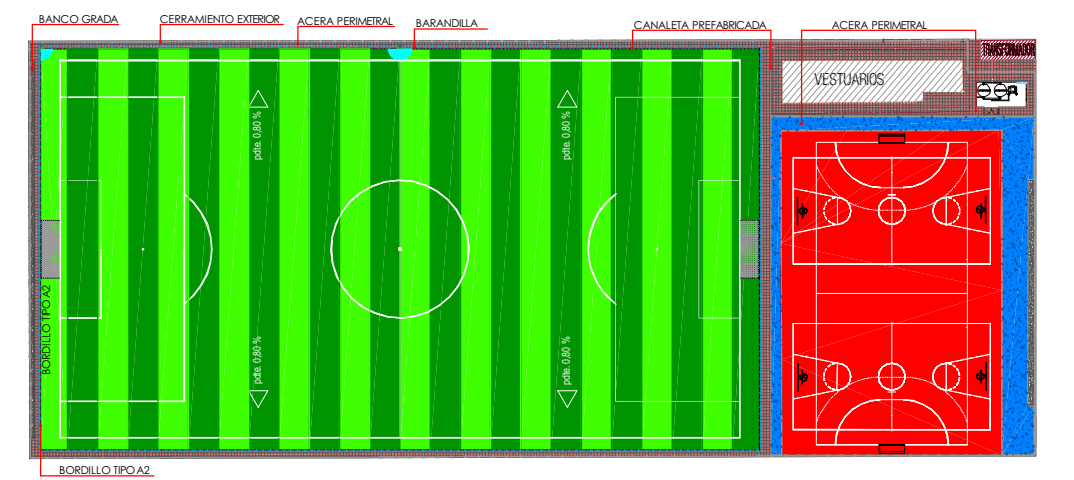 BANCO GRADA
CERRAMIENTO EXTERIOR
ACERA PERIMETRAL
BARANDILLA
CANALETA PREFABRICADA
ACERA PERIMETRAL
TRANSFORMADOR
VESTUARIOS
pdte. 0,80 %
pdte. 0,80 %
BORDILLO TIPO A2
pdte. 0,80 %
pdte. 0,80 %
BORDILLO TIPO A2